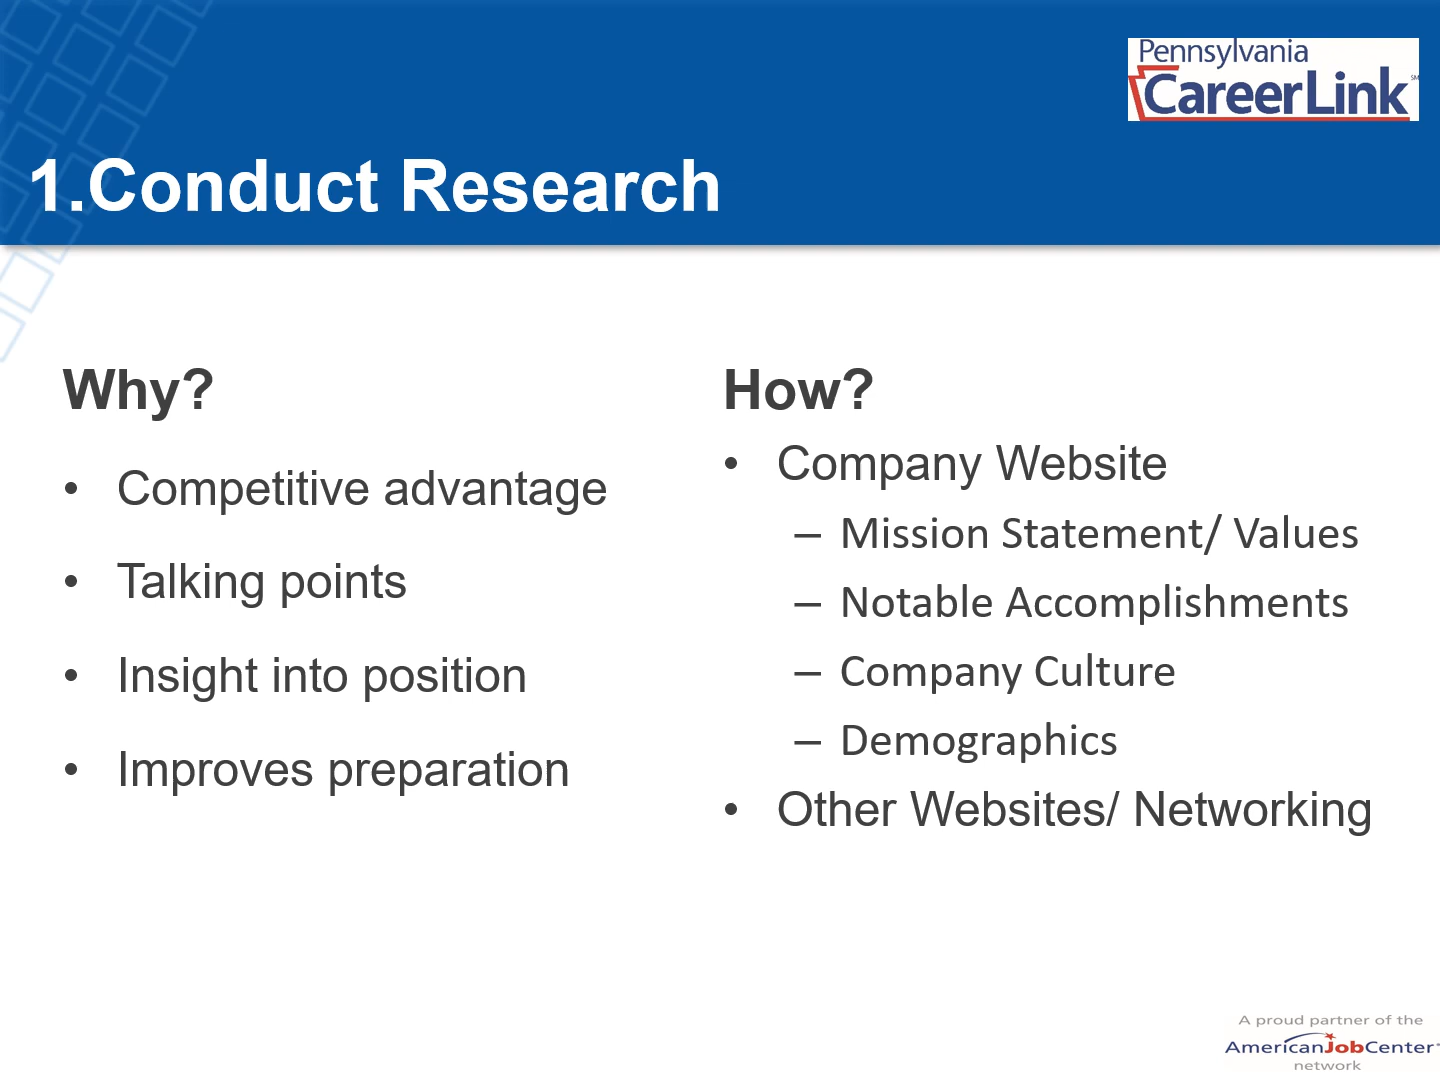 Pennsylvania
CareerLink
SM
1.Conduct Research
Why?
• Competitive advantage
• Talking points
• Insight into position
• Improves preparation
How?
• Company Website
– Mission Statement/ Values
– Notable Accomplishments
– Company Culture
– Demographics
• Other Websites/ Networking
A proud partner of the
AmericanJobCenter
network